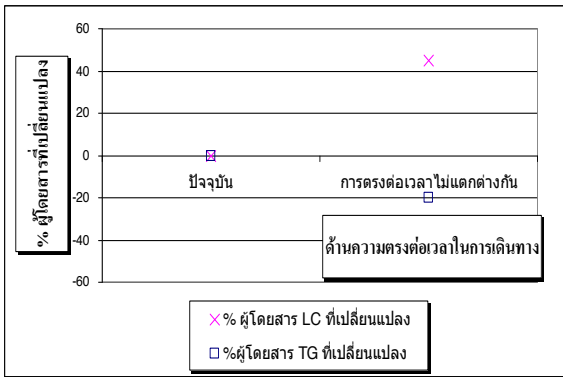 % ผู้โดยสารที่เปลี่ยนแปลง
60
40
20
0
-20
-40
-60
ปัจจุบัน
การตรงต่อเวลาไม่แตกต่างกัน
ด้านความตรงต่อเวลาในการเดินทาง
% ผู้โดยสาร LC ที่เปลี่ยนแปลง
%ผู้โดยสาร TG ที่เปลี่ยนแปลง